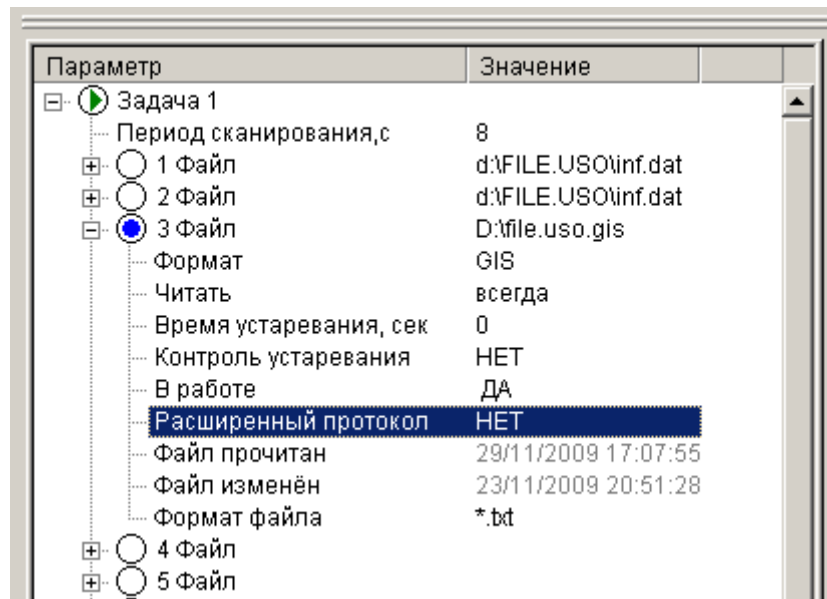 Параметр Значение
Задача 1
Период сканирования,с 8
1 Файл d:\FILE.USO\inf.dat
2 Файл d:\FILE.USO\inf.dat
3 Файл D:\file.uso.gis
Формат GIS
Читать всегда
Время устаревания, сек 0
Контроль устаревания НЕТ
В работе ДА
Расширенный протокол НЕТ
Файл прочитан 29/11/2009 17:07:55
Файл изменён 23/11/2009 20:51:28
Формат файла *.txt
4 Файл
5 Файл